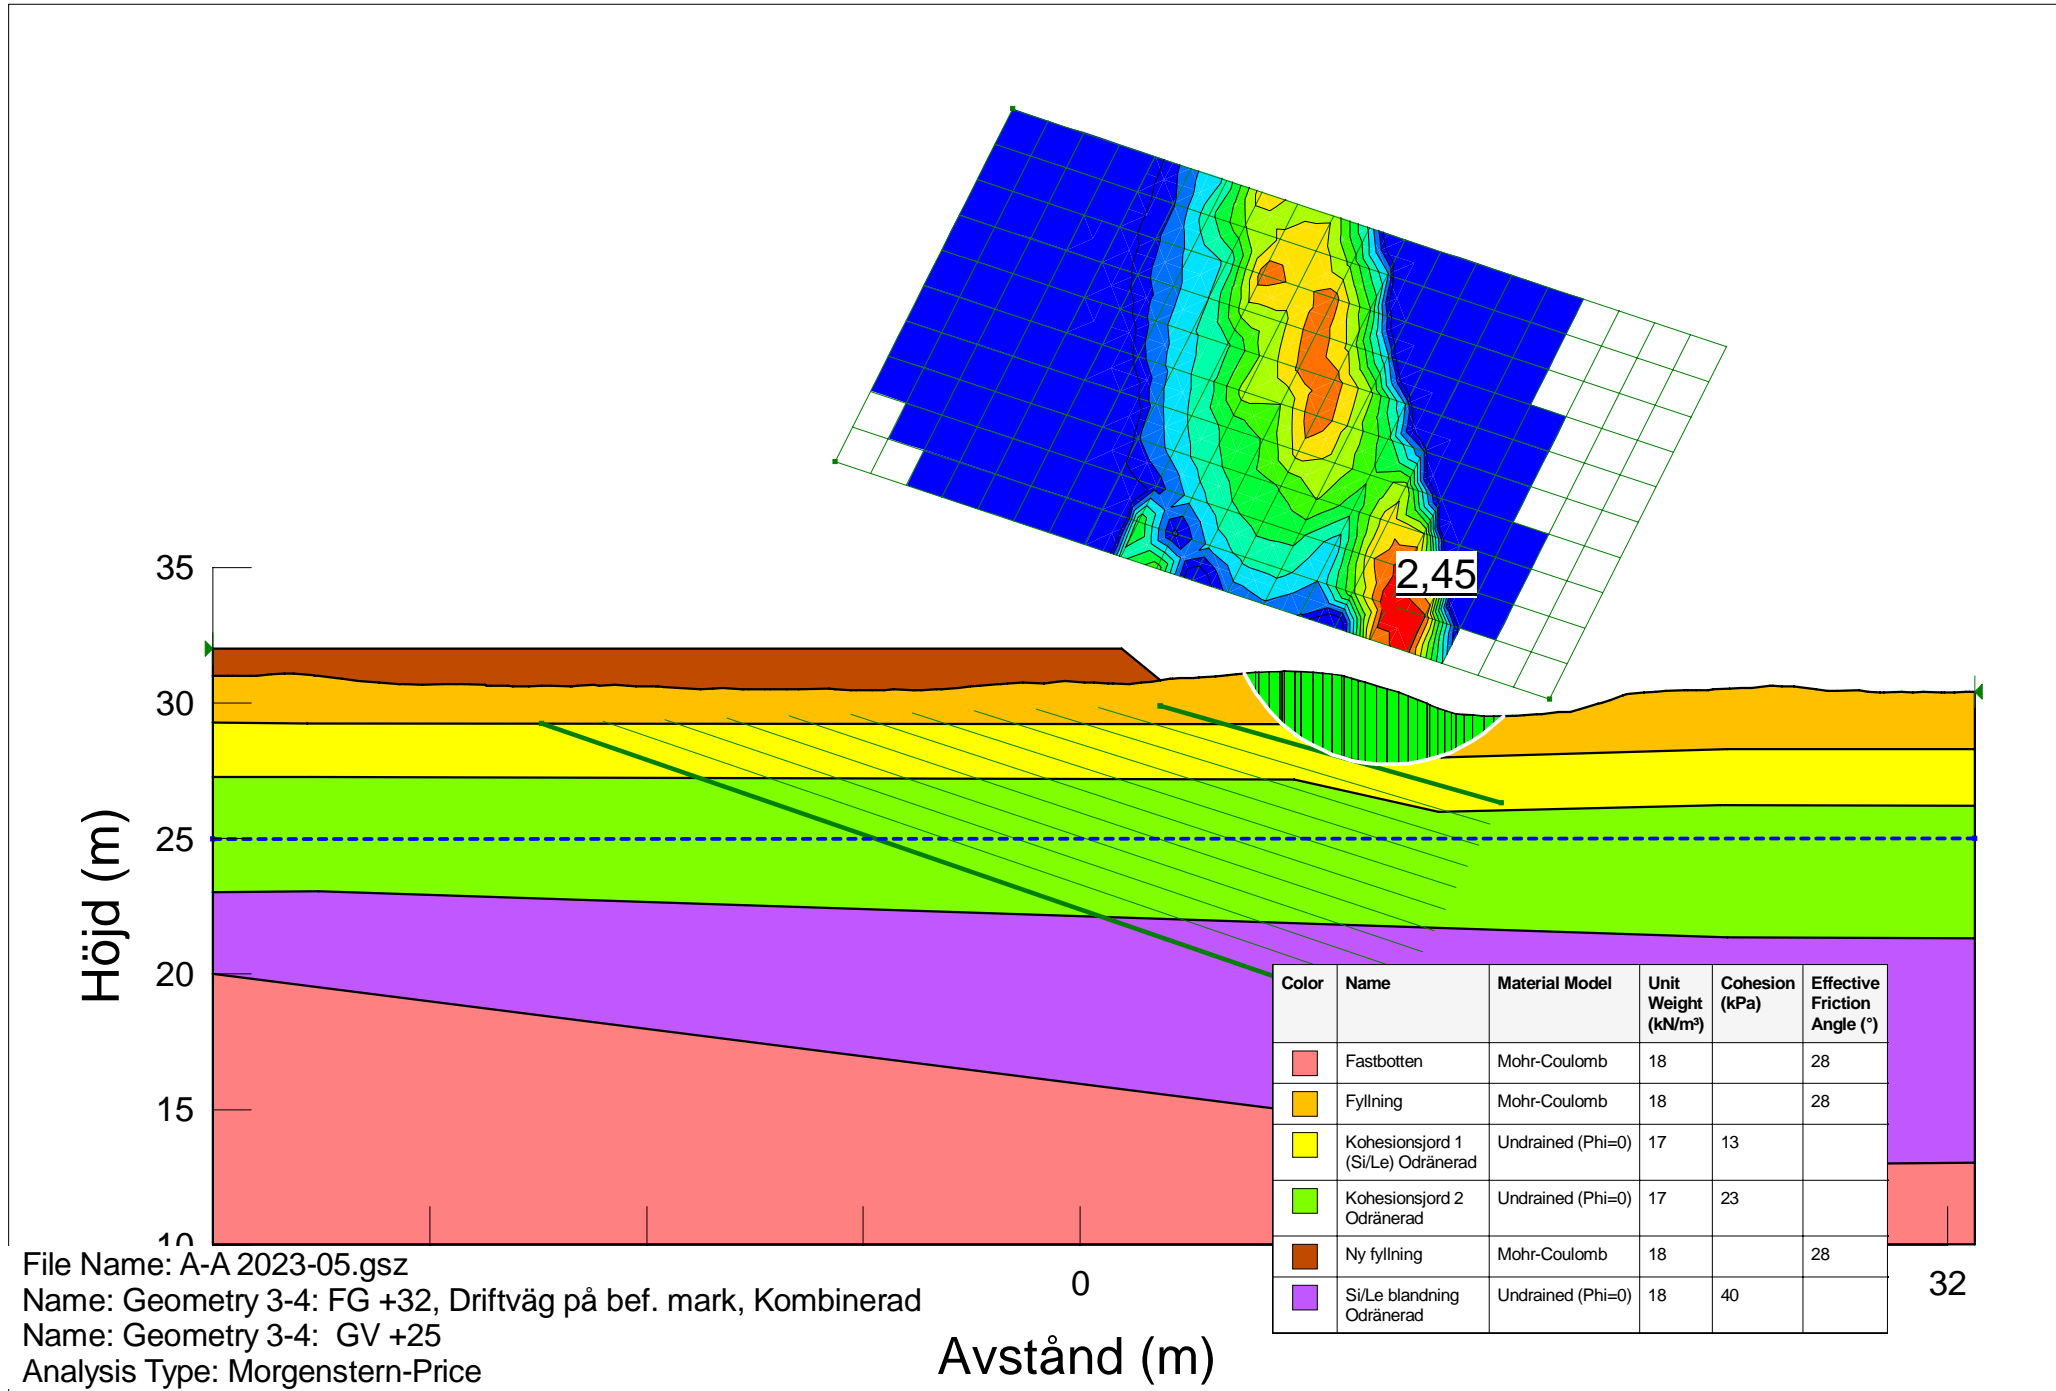 2,45
35
30
25
20
15
10
Höjd (m)
0
32
Avstånd (m)
Color Name Material Model Unit Weight (kN/m³) Cohesion (kPa) Effective Friction Angle (°)
Fastbotten Mohr-Coulomb 18 28
Fyllning Mohr-Coulomb 18 28
Kohesionsjord 1 (Si/Le) Odränerad Undrained (Phi=0) 17 13
Kohesionsjord 2 Odränerad Undrained (Phi=0) 17 23
Ny fyllning Mohr-Coulomb 18 28
Si/Le blandning Odränerad Undrained (Phi=0) 18 40
File Name: A-A 2023-05.gsz
Name: Geometry 3-4: FG +32, Driftväg på bef. mark, Kombinerad
Name: Geometry 3-4: GV +25
Analysis Type: Morgenstern-Price